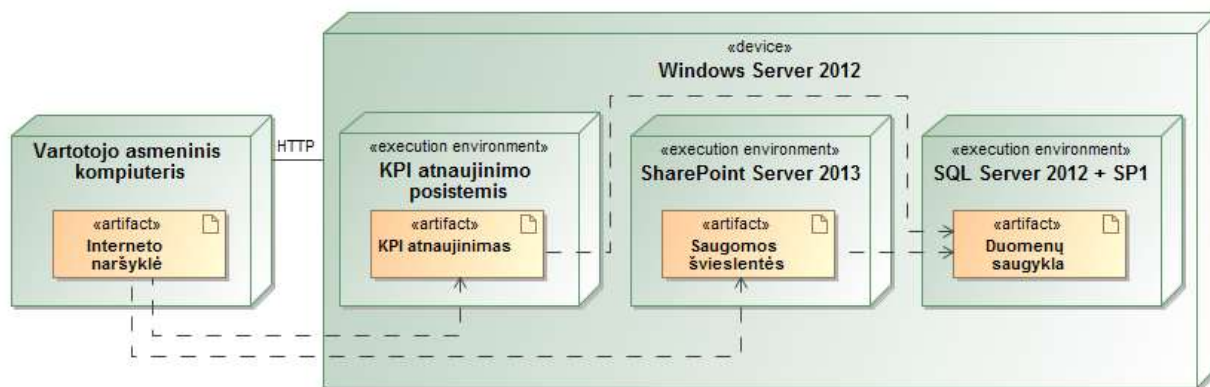 «device»
Windows Server 2012
Vartotojo asmeninis
kompiuteris
«artifact»
Interneto
naršyklė
HTTP
«execution environment»
KPI atnaujinimo
posistemis
«artifact»
KPI atnaujinimas
«execution environment»
SharePoint Server 2013
«artifact»
Saugomos
švieslentės
«execution environment»
SQL Server 2012 + SP1
«artifact»
Duomenų
saugykla